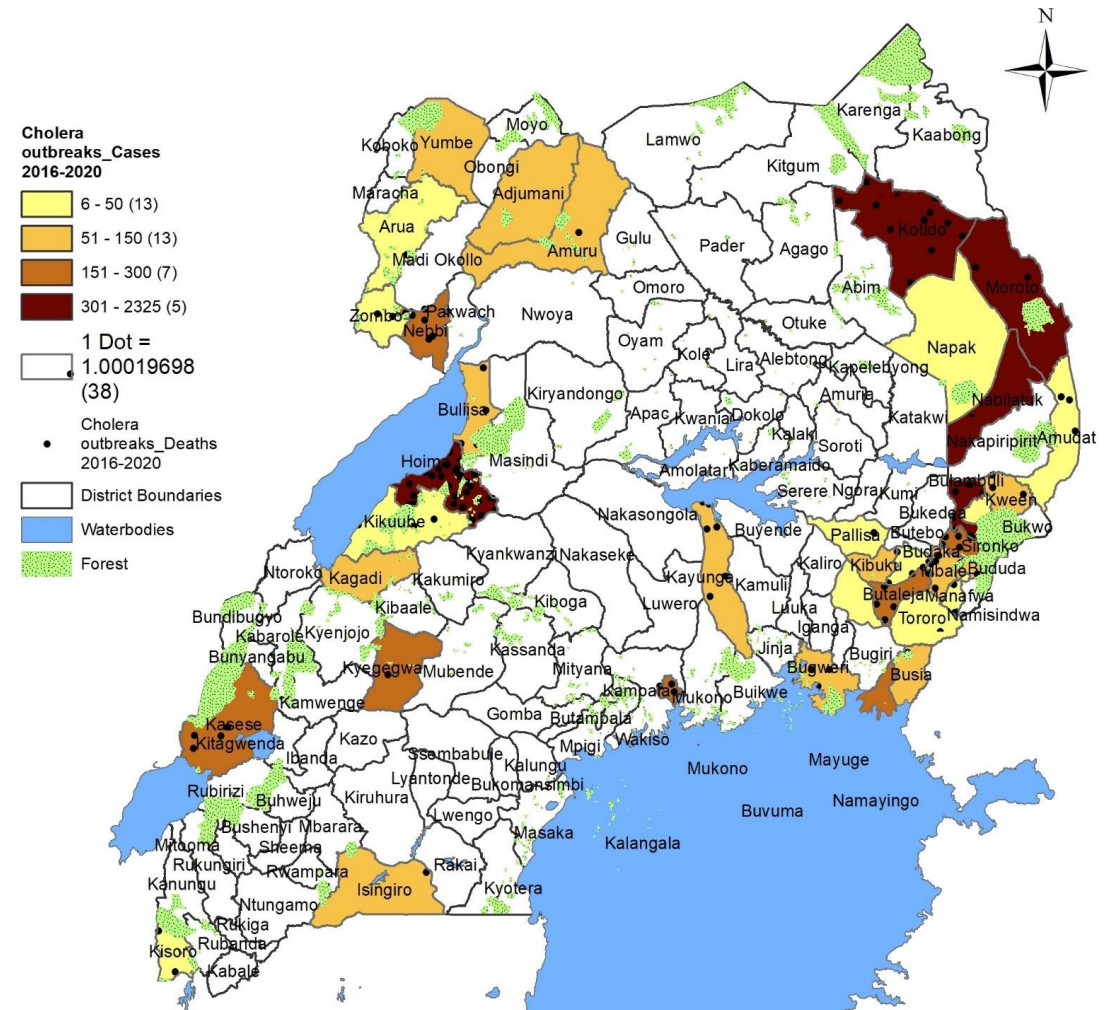 N
Cholera
outbreaks_Cases
2016-2020
6 - 50 (13)
51 - 150 (13)
151 - 300 (7)
301 - 2325 (5)
1 Dot =
1.00019698
(38)
Cholera
outbreaks_Deaths
2016-2020
District Boundaries
Waterbodies
Forest
Karenga
Kaabong
Moyo
Koboko
Yumbe
Lamwo
Obongi
Kitgum
Maracha
Adjumani
Arua
Kotido
Gulu
Pader
Agago
Amuru
Madi Okollo
Omoro
Abim
Moroto
Zombo
Pakwach
Nebbi
Nwoya
Otuke
Oyam
Napak
Kole
Lira
Alebtong
Kapelebyong
Kiryandongo
Amuria
Nabilatuk
Buliisa
Apac
Kwania
Dokolo
Katakwi
Kalaki
Soroti
Nakapiripirit
Amudat
Hoima
Masindi
Amolatar
Kaberamaido
Serere
Ngora
Kumi
Bulambuli
Kween
Nakasongola
Bukedea
Bukwo
Kikuube
Buyende
Pallisa
Butebo
Sironko
Kyankwanzi
Nakaseke
Budaka
Ntoroko
Kagadi
Kakumiro
Kayunga
Kamuli
Kaliro
Kibuku
Mbale
Bududa
Kibaale
Kiboga
Luwero
Butaleja
Manafwa
Bundibugyo
Luuka
Tororo
Namisindwa
Kabarole
Kyenjojo
Iganga
Bunyangabu
Kassanda
Jinja
Bugiri
Kyegegwa
Mubende
Mityana
Bugweri
Busia
Kamwenge
Kampala
Mukono
Buikwe
Gomba
Butambala
Kasese
Kazo
Wakiso
Kitagwenda
Ibanda
Ssembabule
Kalungu
Mpigi
Mukono
Mayuge
Rubirizi
Lyantonde
Bukomansimbi
Buhweju
Kiruhura
Namayingo
Lwengo
Buvuma
Bushenyi
Mbarara
Masaka
Mitooma
Sheema
Kalangala
Rukungiri
Rwampara
Rakai
Kanungu
Isingiro
Kyotera
Ntungamo
Rukiga
Rubanda
Kisoro
Kabale